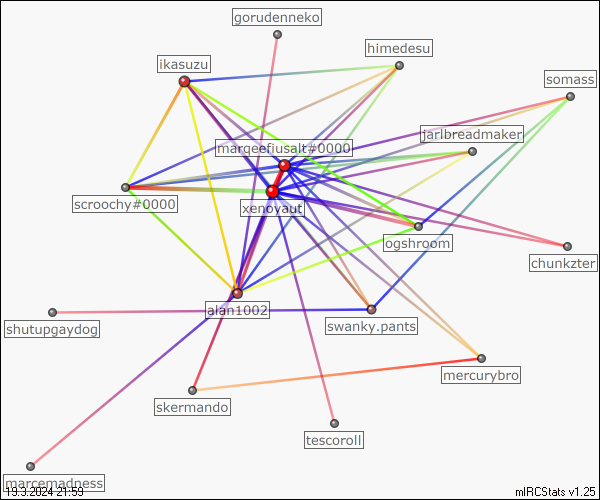 gorudenneko
himedesu
ikasuzu
somass
jarlbreadmaker
marqeefiusalt#0000
scroochy#0000
xenoyaut
ogshroom
chunkzter
alan1002
swanky.pants
shutupgaydog
mercurybro
skermando
tescoroll
marcemadness
19.3.2024 21:59
mIRCStats v1.25